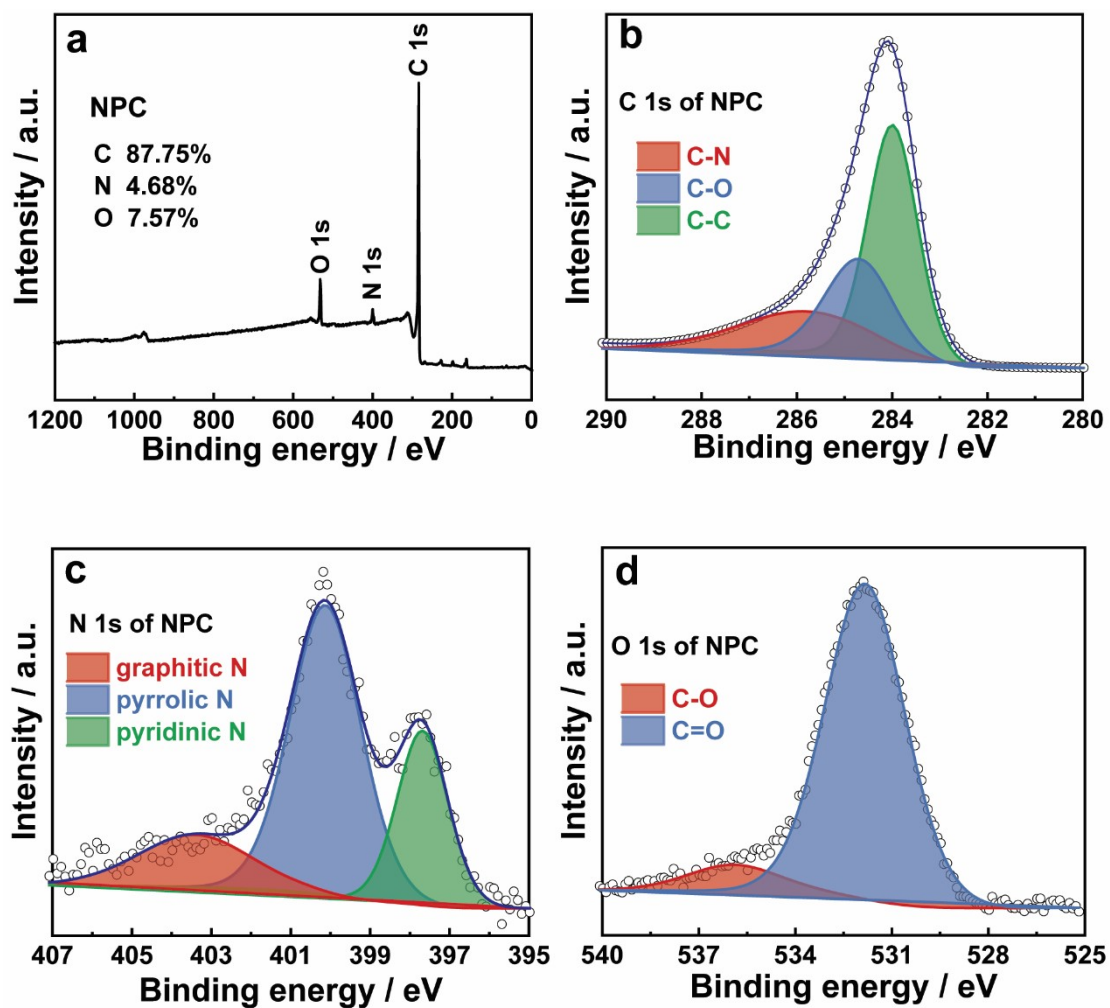 a
NPC
C 87.75%
N 4.68%
O 7.57%
O 1s
N 1s
C 1s
Intensity / a.u.
1200 1000 800 600 400 200 0
Binding energy / eV
b
C 1s of NPC
C-N
C-O
C-C
Intensity / a.u.
290 288 286 284 282 280
Binding energy / eV
c
N 1s of NPC
graphitic N
pyrrolic N
pyridinic N
Intensity / a.u.
407 405 403 401 399 397 395
Binding energy / eV
d
O 1s of NPC
C-O
C=O
Intensity / a.u.
540 537 534 531 528 525
Binding energy / eV